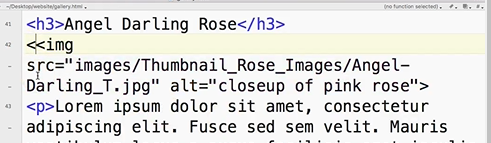 ~/Desktop/website/gallery.html
(no function selected)
41 <h3>Angel Darling Rose</h3>
42 <<img
src="images/Thumbnail_Rose_Images/Angel-
Darling_T.jpg" alt="closeup of pink rose">
43 <p>Lorem ipsum dolor sit amet, consectetur
adipiscing elit. Fusce sed sem velit. Mauris